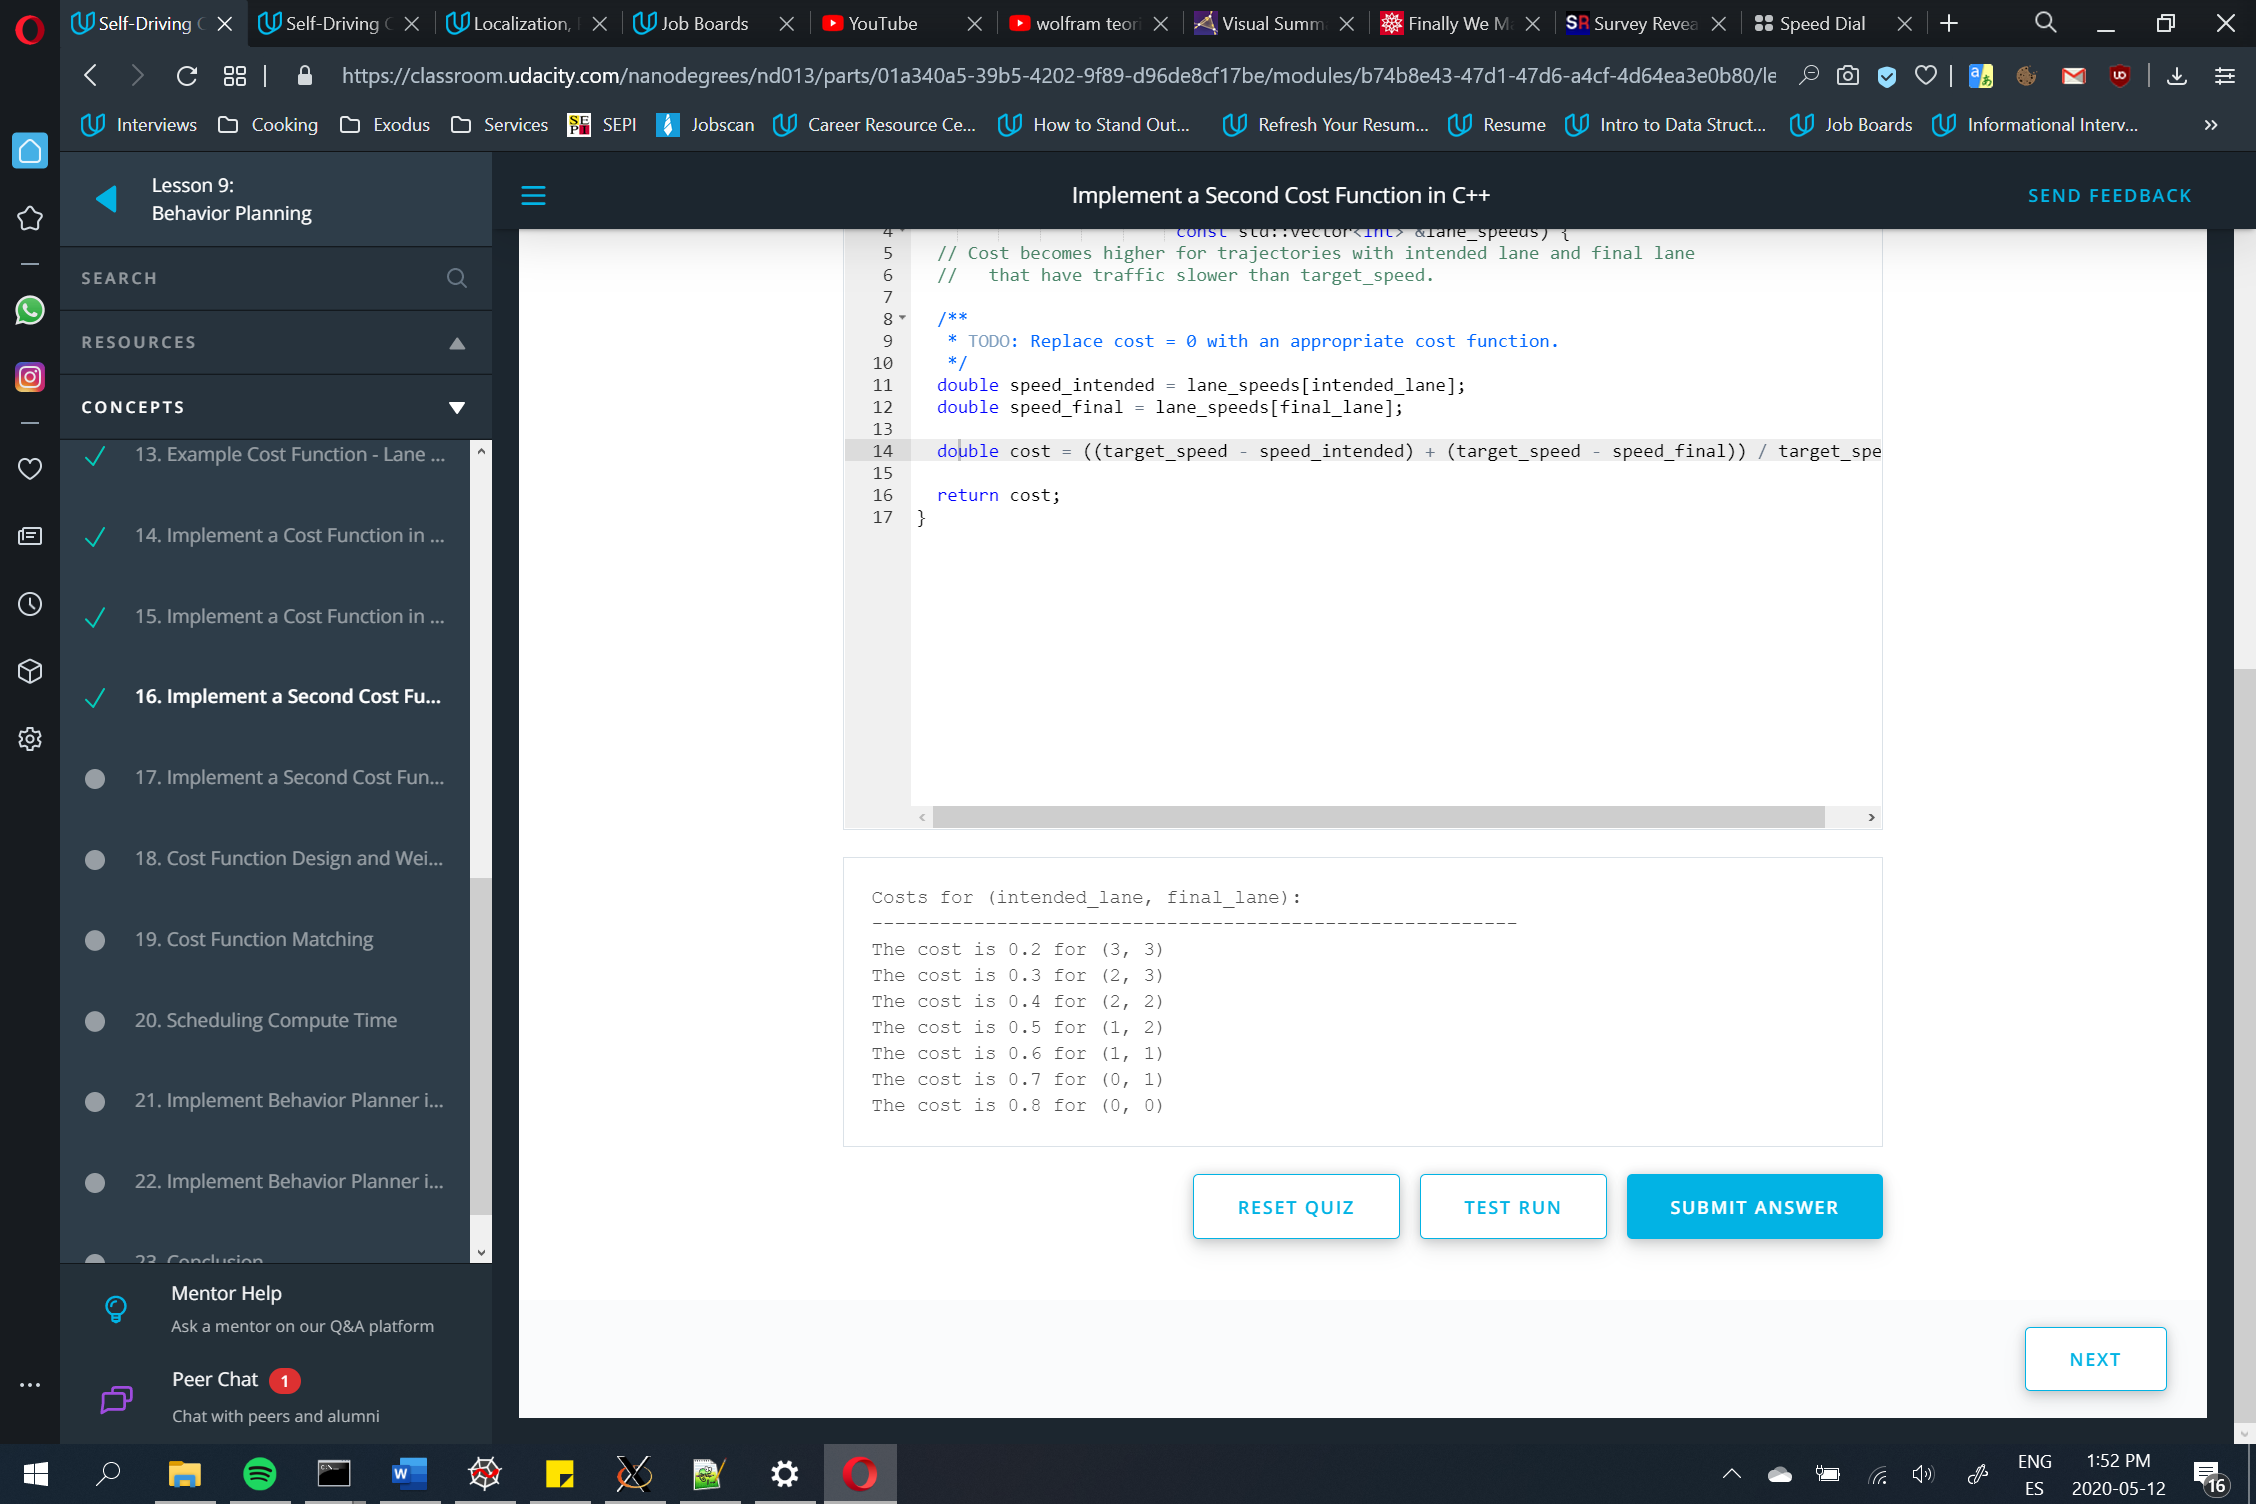 Self-Driving
Self-Driving
Localization,
Job Boards
YouTube
wolfram teor
Visual Summ
Finally We M
SR Survey Revea
Speed Dial
https://classroom.udacity.com/nanodegrees/nd013/parts/01a340a5-39b5-4202-9f89-d96de8cf17be/modules/b74b8e43-47d1-47d6-a4cf-4d64ea3e0b80/le
Interviews
Cooking
Exodus
Services
SEPI
Jobscan
Career Resource Ce...
How to Stand Out...
Refresh Your Resum...
Resume
Intro to Data Struct...
Job Boards
Informational Interv...
Lesson 9:
Behavior Planning
SEARCH
RESOURCES
CONCEPTS
13. Example Cost Function - Lane ...
14. Implement a Cost Function in ...
15. Implement a Cost Function in ...
16. Implement a Second Cost Fu...
17. Implement a Second Cost Fun...
18. Cost Function Design and Wei...
19. Cost Function Matching
20. Scheduling Compute Time
21. Implement Behavior Planner i...
22. Implement Behavior Planner i...
23. Conclusion
Mentor Help
Ask a mentor on our Q&A platform
Peer Chat 1
Chat with peers and alumni
Implement a Second Cost Function in C++
SEND FEEDBACK
4 const std::vector<int> &lane_speeds) {
5 // Cost becomes higher for trajectories with intended lane and final lane
6 //   that have traffic slower than target_speed.
7
8 /**
9 * TODO: Replace cost = 0 with an appropriate cost function.
10 */
11 double speed_intended = lane_speeds[intended_lane];
12 double speed_final = lane_speeds[final_lane];
13
14 double cost = ((target_speed - speed_intended) + (target_speed - speed_final)) / target_spe
15
16 return cost;
17 }
Costs for (intended_lane, final_lane):
---------------------------------------------------------
The cost is 0.2 for (3, 3)
The cost is 0.3 for (2, 3)
The cost is 0.4 for (2, 2)
The cost is 0.5 for (1, 2)
The cost is 0.6 for (1, 1)
The cost is 0.7 for (0, 1)
The cost is 0.8 for (0, 0)
RESET QUIZ
TEST RUN
SUBMIT ANSWER
NEXT
ENG
ES
1:52 PM
2020-05-12
16